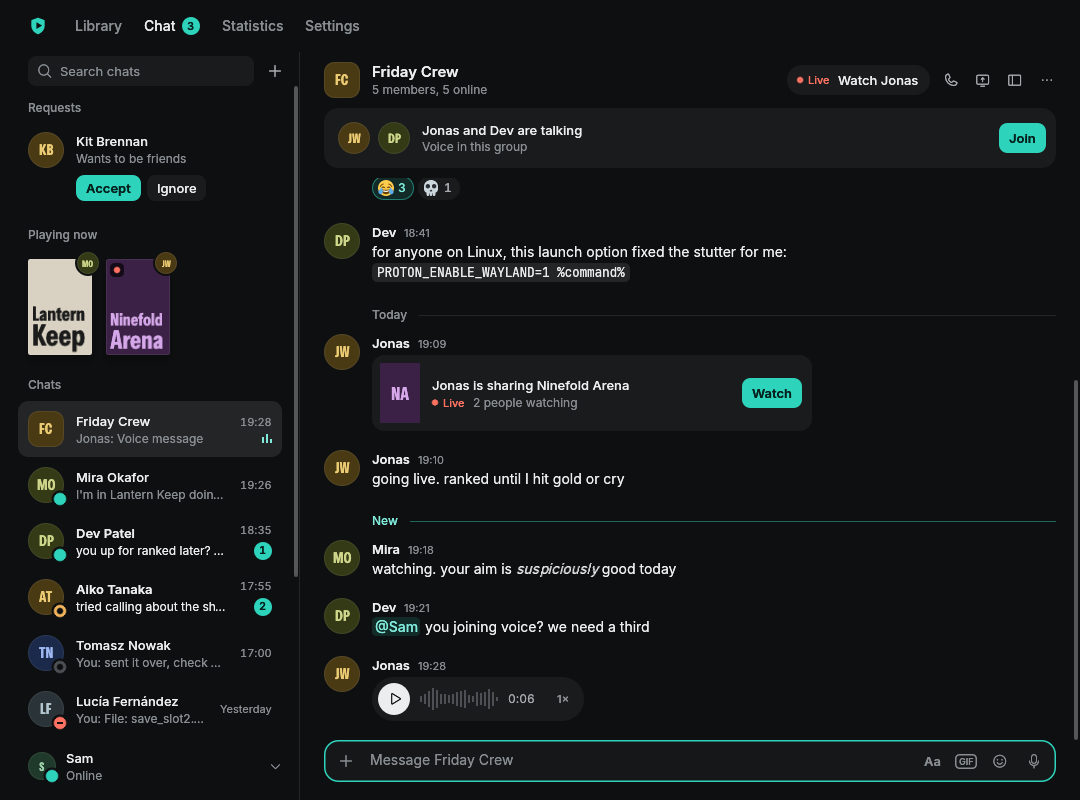 Library
Chat 3
Statistics
Settings
Search chats
Requests
KB
Kit Brennan
Wants to be friends
Accept
Ignore
Playing now
MO
Lantern
Keep
JW
Ninefold
Arena
Chats
FC
Friday Crew
19:28
Jonas: Voice message
MO
Mira Okafor
I'm in Lantern Keep doin...
19:26
DP
Dev Patel
18:35
you up for ranked later? ...
1
AT
Aiko Tanaka
17:55
tried calling about the sh...
2
TN
Tomasz Nowak
You: sent it over, check ...
17:00
LF
Lucía Fernández
You: File: save_slot2....
Yesterday
S
Sam
Online
FC
Friday Crew
5 members, 5 online
Live Watch Jonas
JW
DP
Jonas and Dev are talking
Voice in this group
Join
😂 3
💀 1
DP
Dev 18:41
for anyone on Linux, this launch option fixed the stutter for me:
PROTON_ENABLE_WAYLAND=1 %command%
Today
JW
Jonas 19:09
NA
Jonas is sharing Ninefold Arena
Live 2 people watching
Watch
JW
Jonas 19:10
going live. ranked until I hit gold or cry
New
MO
Mira 19:18
watching. your aim is suspiciously good today
DP
Dev 19:21
@Sam you joining voice? we need a third
JW
Jonas 19:28
0:06 1×
Message Friday Crew
Aa
GIF